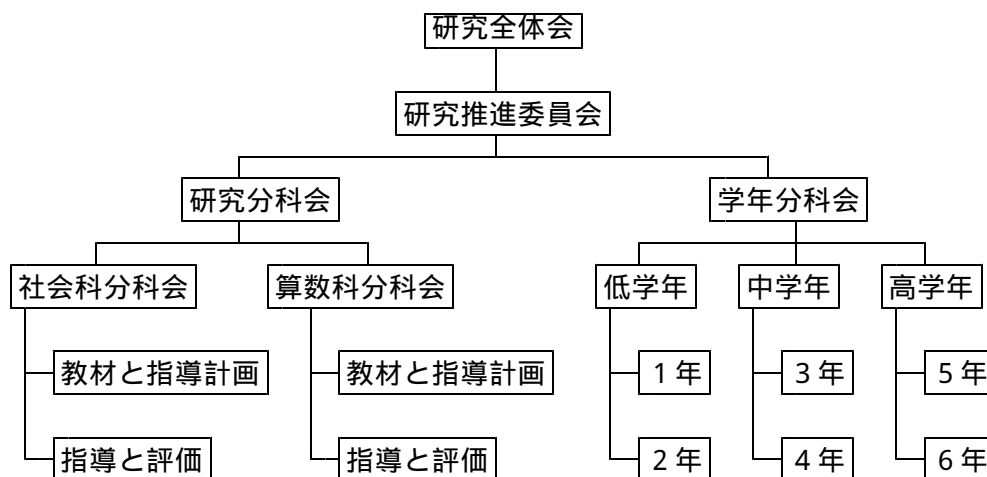 研究全体会
研究推進委員会
研究分科会
学年分科会
社会科分科会
算数科分科会
低学年
中学年
高学年
教材と指導計画
教材と指導計画
1 年
3 年
5 年
指導と評価
指導と評価
2 年
4 年
6 年